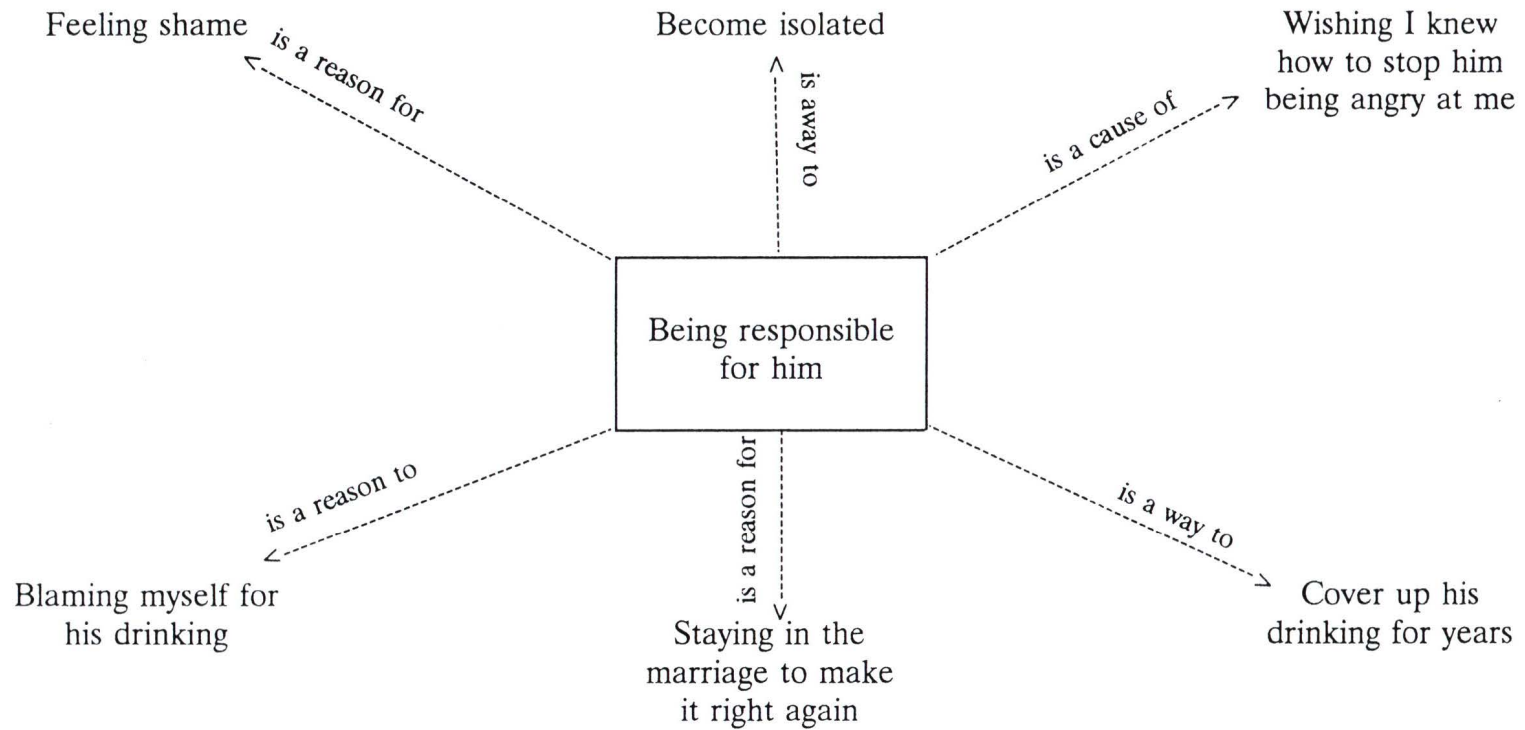 Feeling shame
is a reason for
Become isolated
is away to
Wishing I knew
how to stop him
being angry at me
is a cause of
Being responsible
for him
is a reason to
Blaming myself for
his drinking
is a reason for
Staying in the
marriage to make
it right again
is a way to
Cover up his
drinking for years